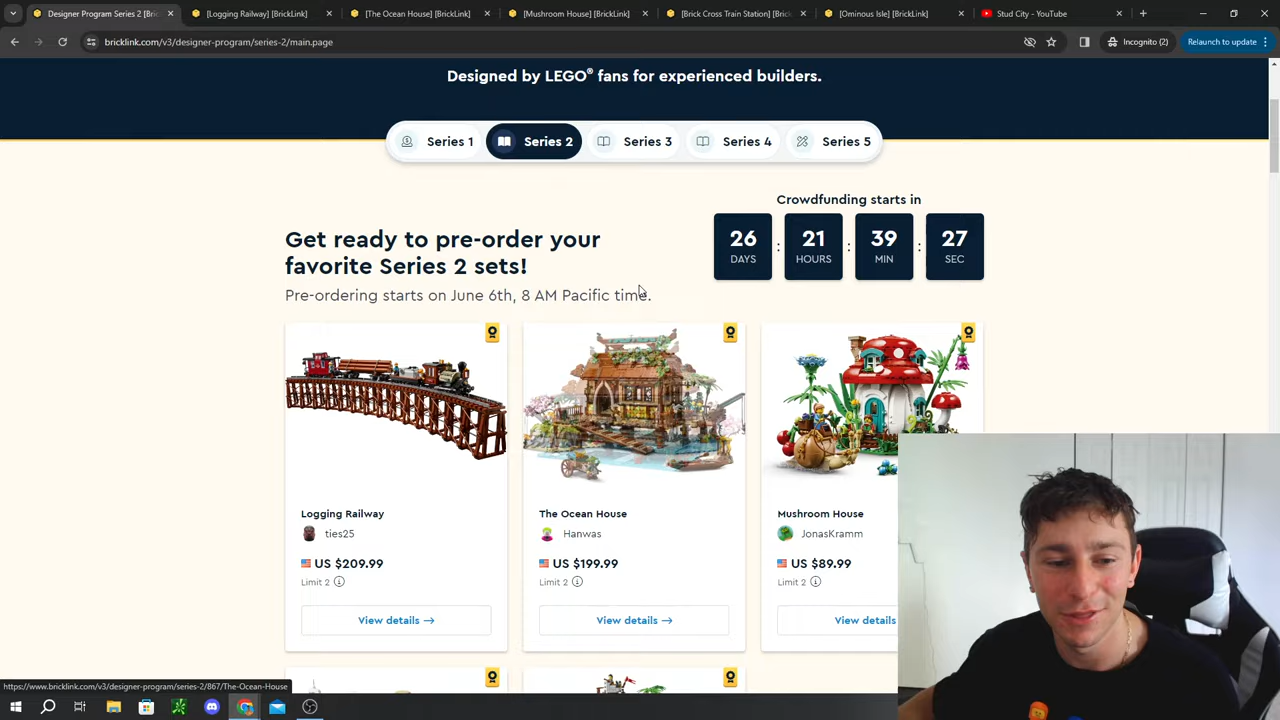 Designer Program Series 2 [Bric
[Logging Railway] [BrickLink]
[The Ocean House] [BrickLink]
[Mushroom House] [BrickLink]
[Brick Cross Train Station] [Brick
[Ominous Isle] [BrickLink]
Stud City - YouTube
bricklink.com/v3/designer-program/series-2/main.page
Incognito (2)
Relaunch to update
Designed by LEGO® fans for experienced builders.
Series 1
Series 2
Series 3
Series 4
Series 5
Crowdfunding starts in
26 : 21 : 39 : 27
DAYS HOURS MIN SEC
Get ready to pre-order your
favorite Series 2 sets!
Pre-ordering starts on June 6th, 8 AM Pacific time.
Logging Railway
ties25
US $209.99
Limit 2
View details →
The Ocean House
Hanwas
US $199.99
Limit 2
View details →
Mushroom House
JonasKramm
US $89.99
Limit 2
View details
https://www.bricklink.com/v3/designer-program/series-2/867/The-Ocean-House